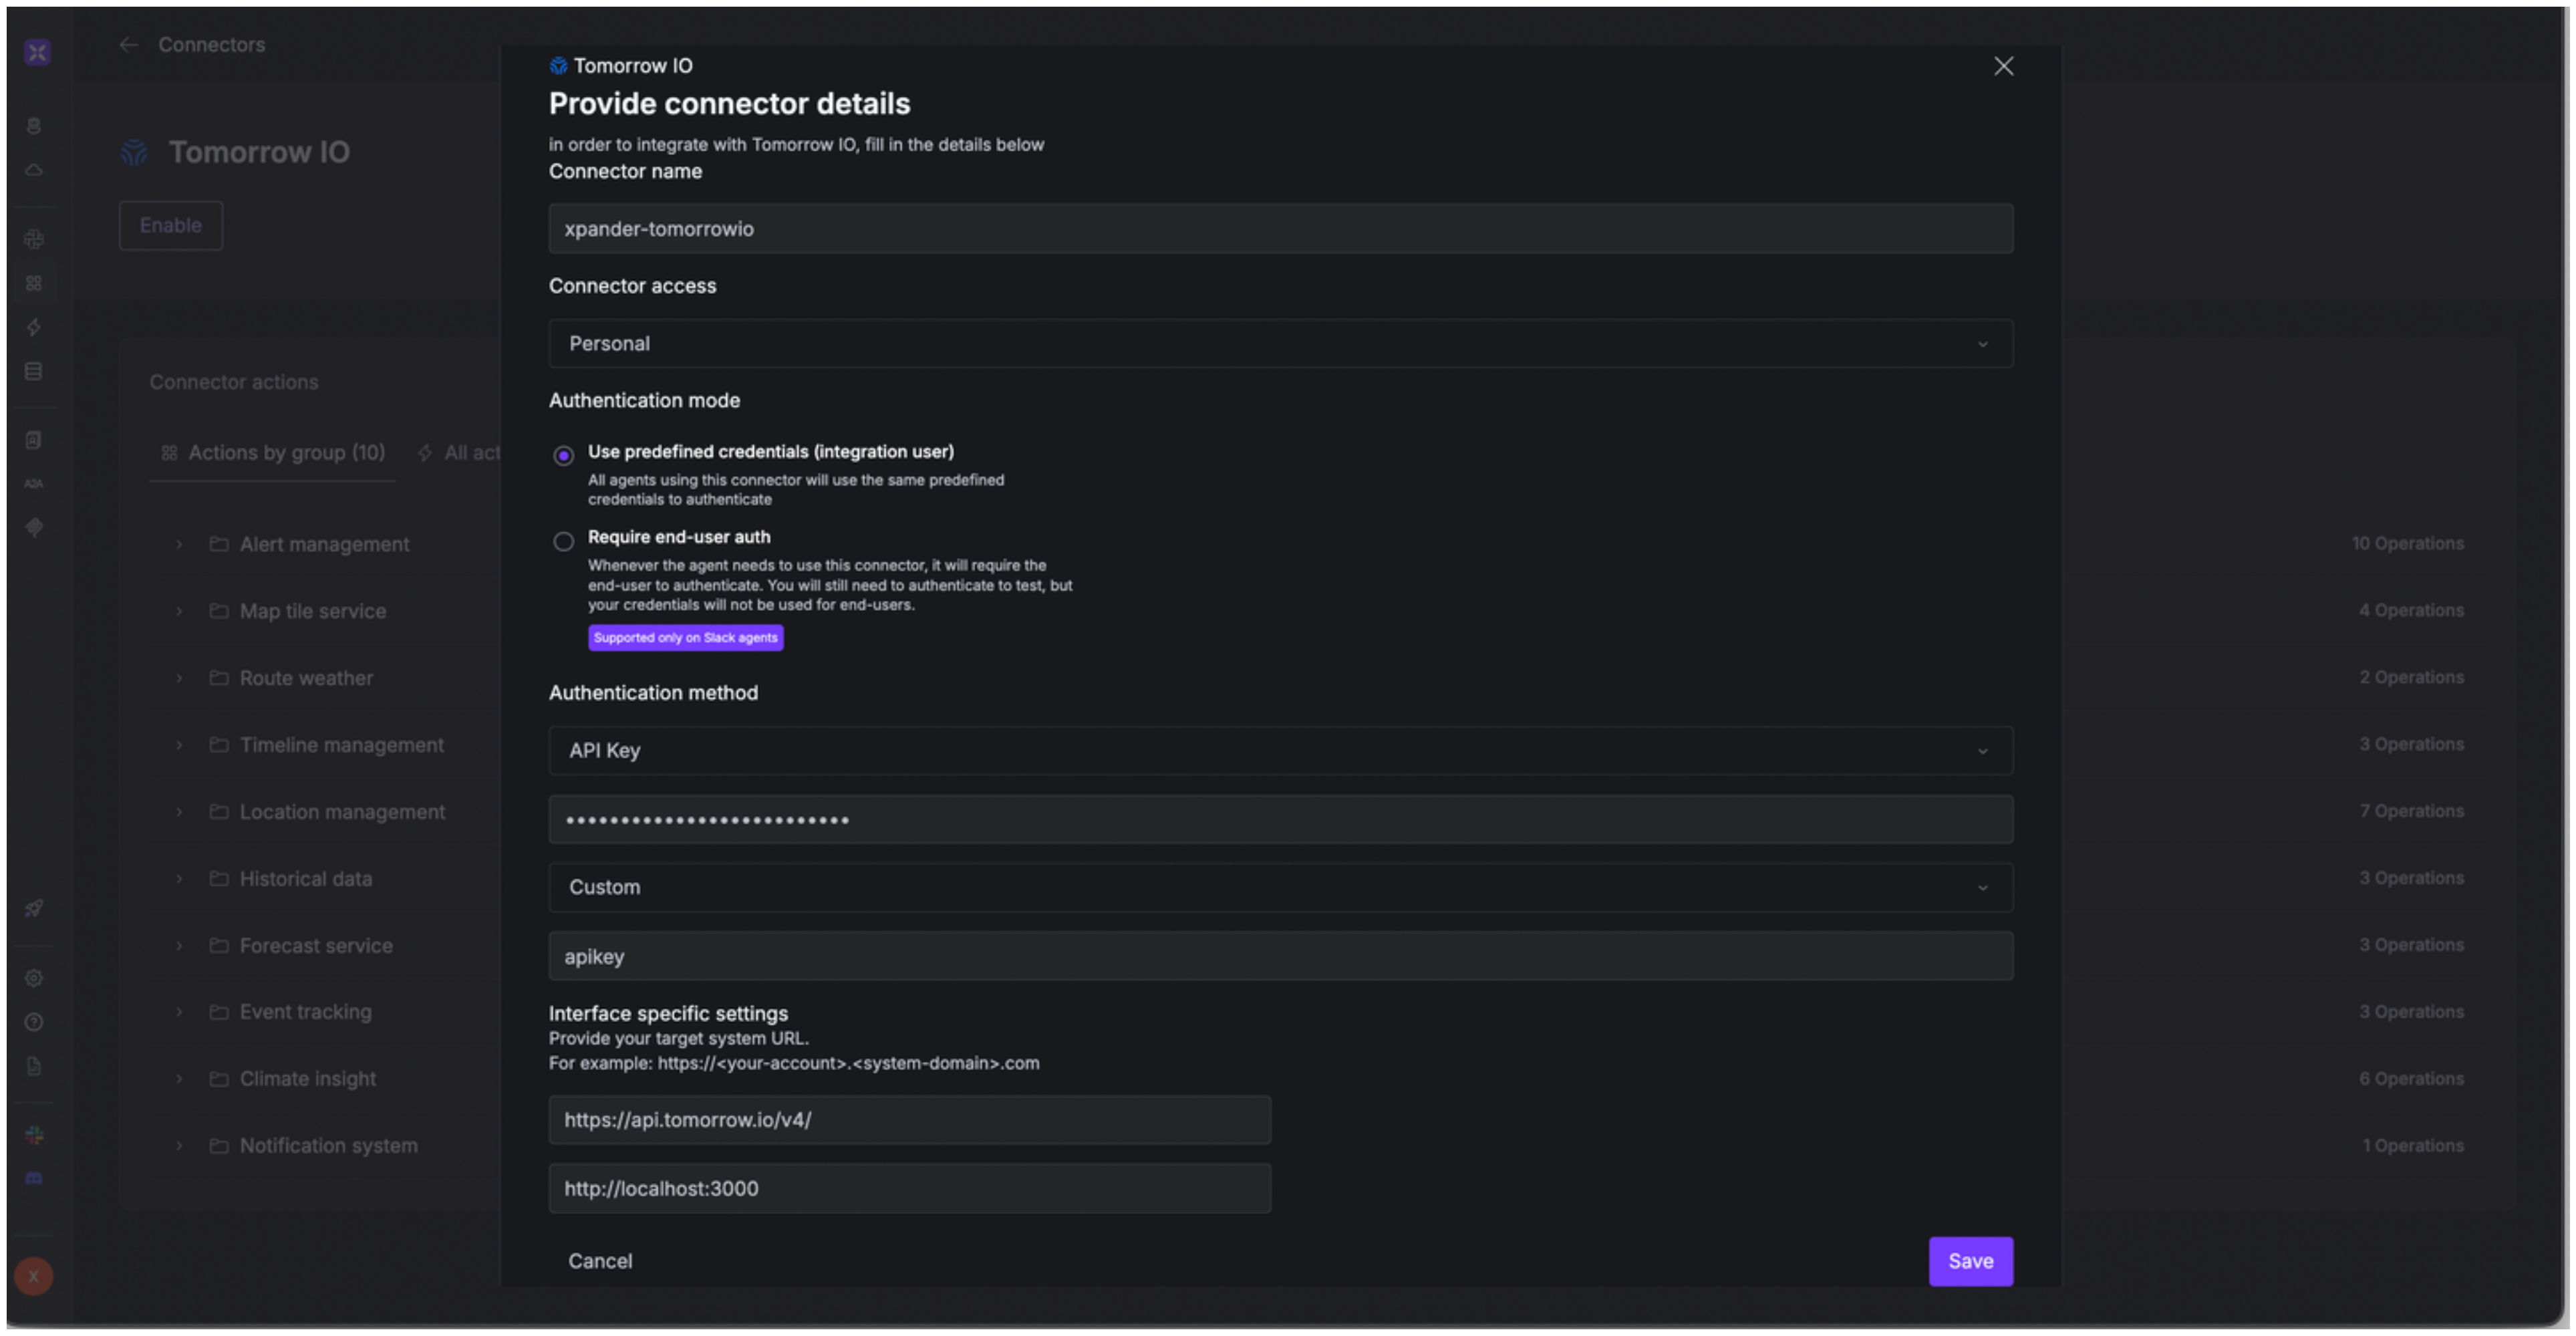 Connectors
Tomorrow IO
Enable
Connector actions
Actions by group (10)
All act
Alert management
10 Operations
Map tile service
4 Operations
Route weather
2 Operations
Timeline management
3 Operations
Location management
7 Operations
Historical data
3 Operations
Forecast service
3 Operations
Event tracking
3 Operations
Climate insight
6 Operations
Notification system
1 Operations
A2A
X
Tomorrow IO
Provide connector details
in order to integrate with Tomorrow IO, fill in the details below
Connector name
xpander-tomorrowio
Connector access
Personal
Authentication mode
Use predefined credentials (integration user)
All agents using this connector will use the same predefined
credentials to authenticate
Require end-user auth
Whenever the agent needs to use this connector, it will require the
end-user to authenticate. You will still need to authenticate to test, but
your credentials will not be used for end-users.
Supported only on Slack agents
Authentication method
API Key
••••••••••••••••••••••••••
Custom
apikey
Interface specific settings
Provide your target system URL.
For example: https://<your-account>.<system-domain>.com
https://api.tomorrow.io/v4/
http://localhost:3000
Cancel
Save